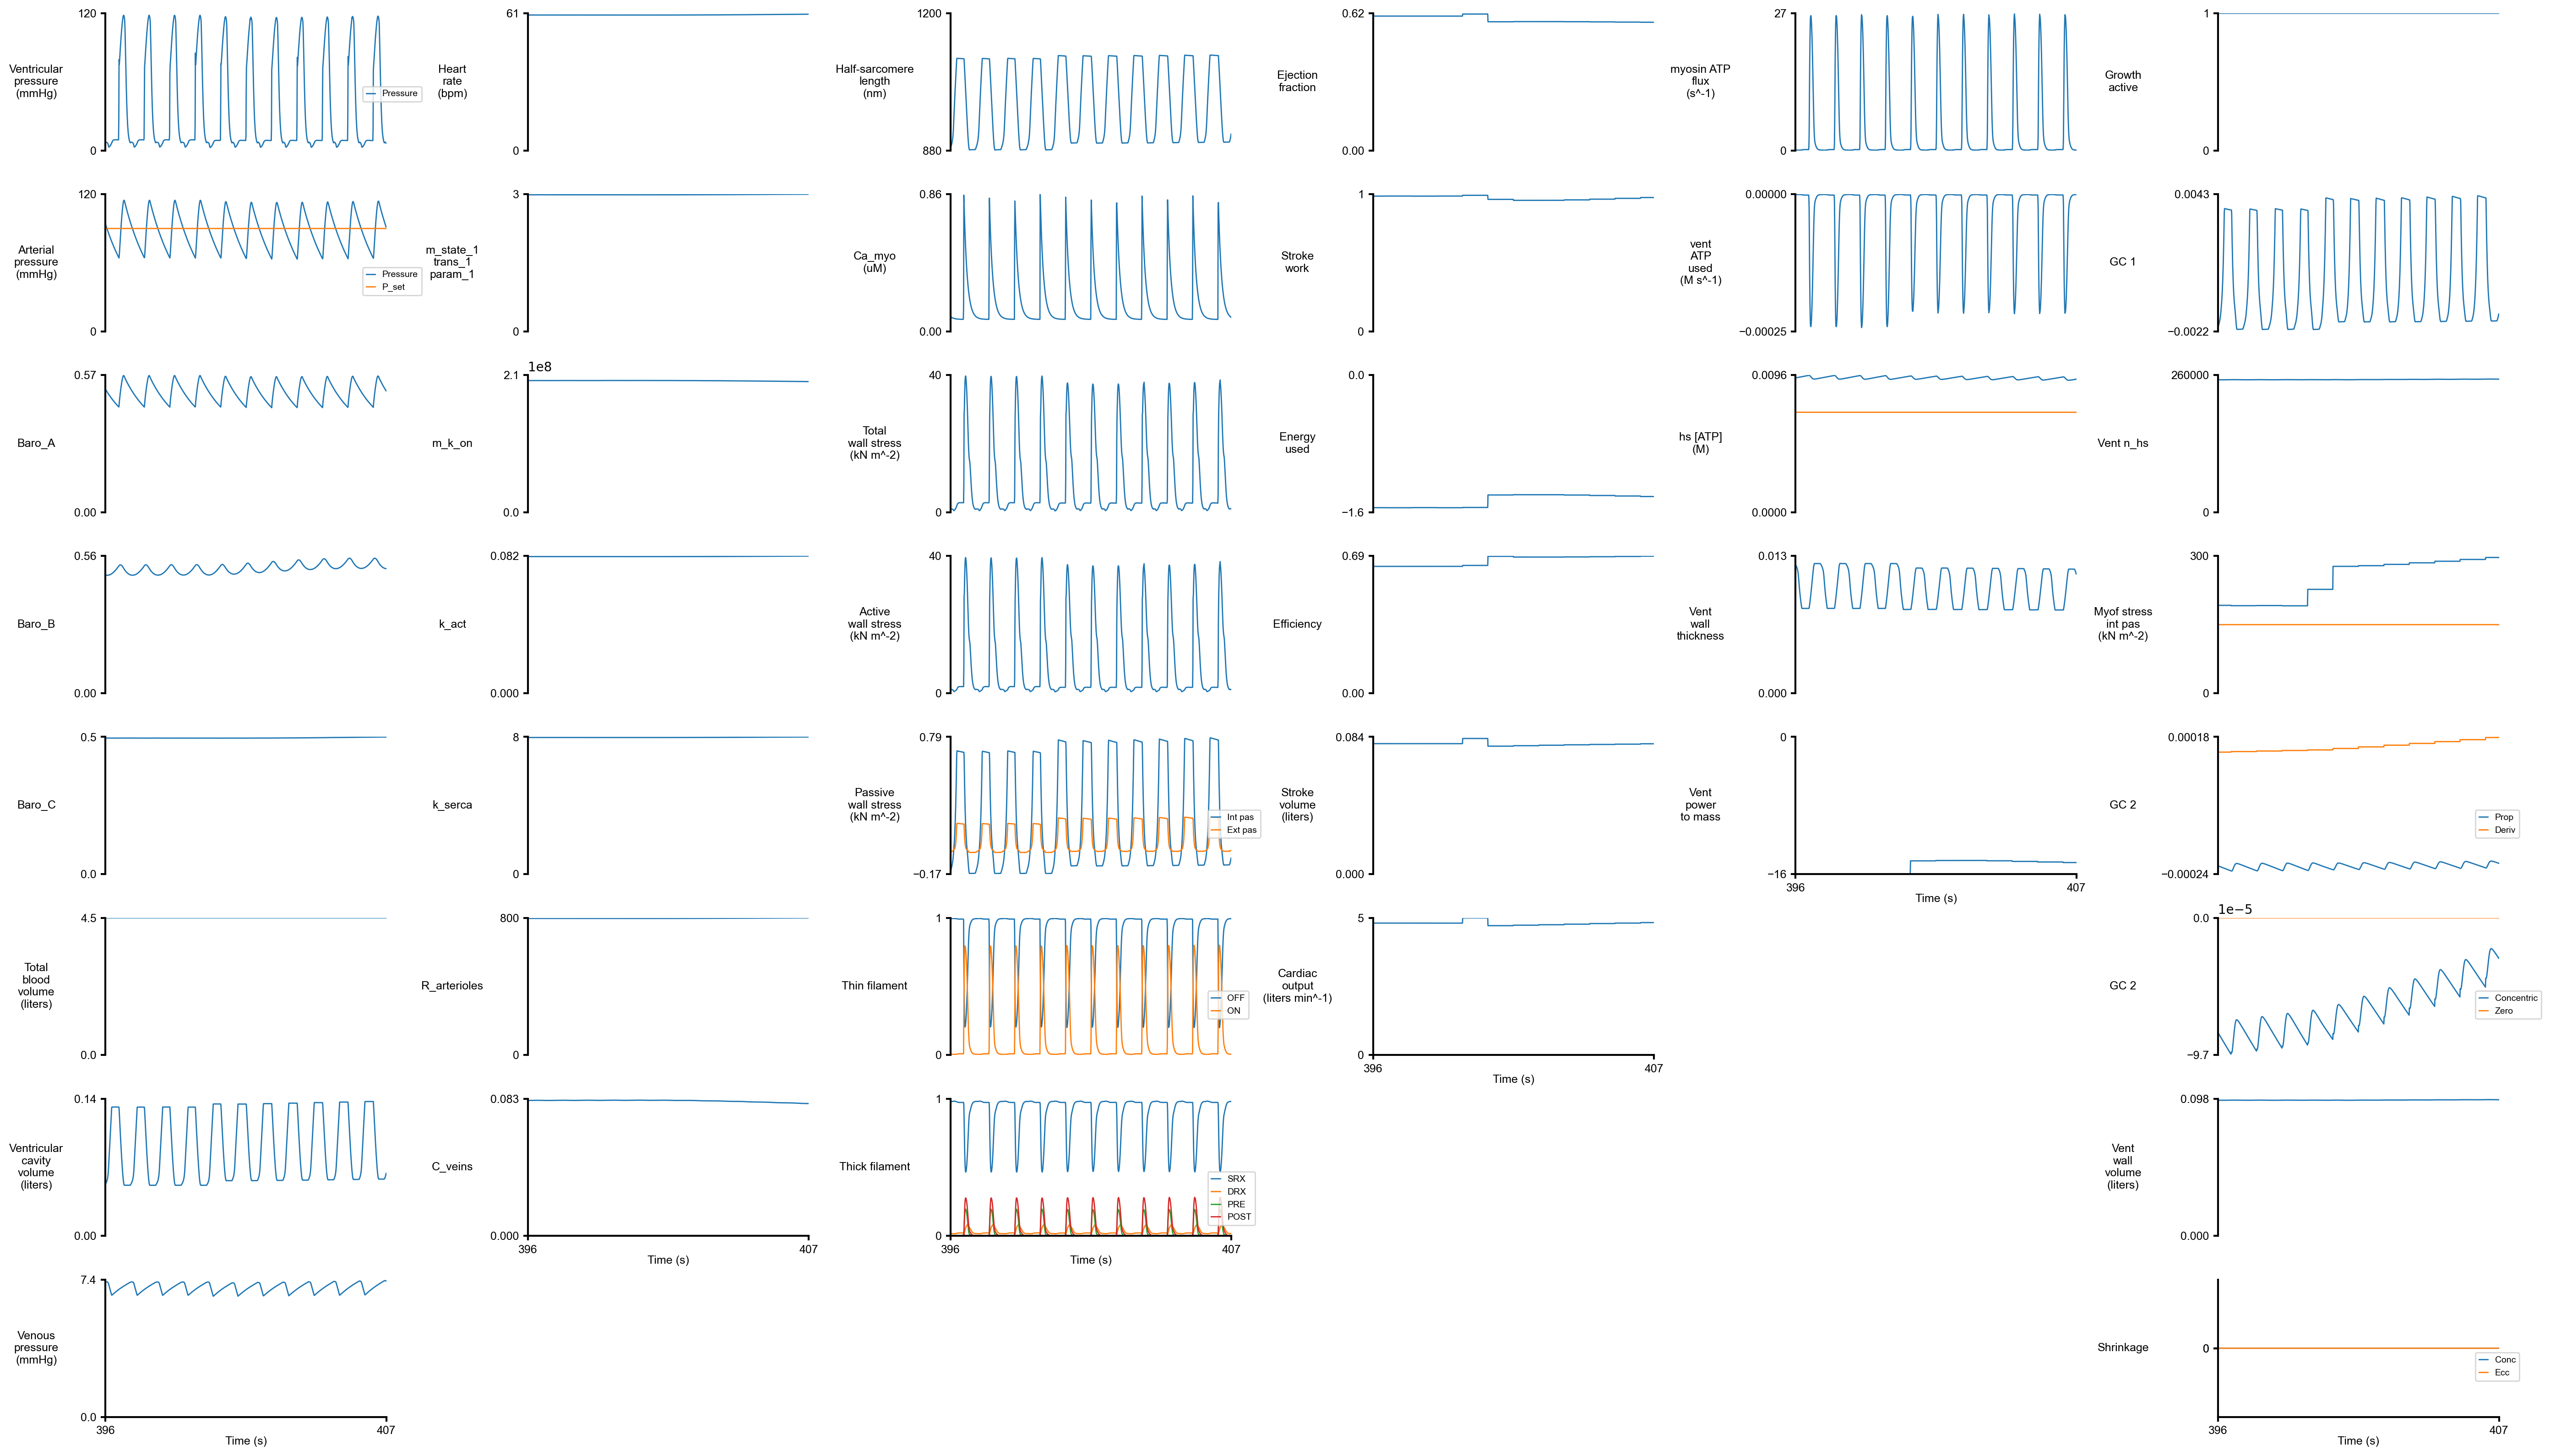 120
Ventricular
pressure
(mmHg)
Pressure
0
120
Arterial
pressure
(mmHg)
Pressure
P_set
0
0.57
Baro_A
0.00
0.56
Baro_B
0.00
0.5
Baro_C
0.0
4.5
Total
blood
volume
(liters)
0.0
0.14
Ventricular
cavity
volume
(liters)
0.00
7.4
Venous
pressure
(mmHg)
0.0
396
407
Time (s)
61
Heart
rate
(bpm)
0
3
m_state_1
trans_1
param_1
0
1e8
2.1
m_k_on
0.0
0.082
k_act
0.000
8
k_serca
0
800
R_arterioles
0
0.083
C_veins
0.000
396
407
Time (s)
1200
Half-sarcomere
length
(nm)
880
0.86
Ca_myo
(uM)
0.00
40
Total
wall stress
(kN m^-2)
0
40
Active
wall stress
(kN m^-2)
0
0.79
Passive
wall stress
(kN m^-2)
Int pas
Ext pas
−0.17
1
Thin filament
OFF
ON
0
1
Thick filament
SRX
DRX
PRE
POST
0
396
407
Time (s)
0.62
Ejection
fraction
0.00
1
Stroke
work
0
0.0
Energy
used
−1.6
0.69
Efficiency
0.00
0.084
Stroke
volume
(liters)
0.000
5
Cardiac
output
(liters min^-1)
0
396
407
Time (s)
27
myosin ATP
flux
(s^-1)
0
0.00000
vent
ATP
used
(M s^-1)
−0.00025
0.0096
hs [ATP]
(M)
0.0000
0.013
Vent
wall
thickness
0.000
0
Vent
power
to mass
−16
396
407
Time (s)
1
Growth
active
0
0.0043
GC 1
−0.0022
260000
Vent n_hs
0
300
Myof stress
int pas
(kN m^-2)
0
0.00018
GC 2
Prop
Deriv
−0.00024
1e−5
0.0
GC 2
Concentric
Zero
−9.7
0.098
Vent
wall
volume
(liters)
0.000
Shrinkage
0
Conc
Ecc
396
407
Time (s)